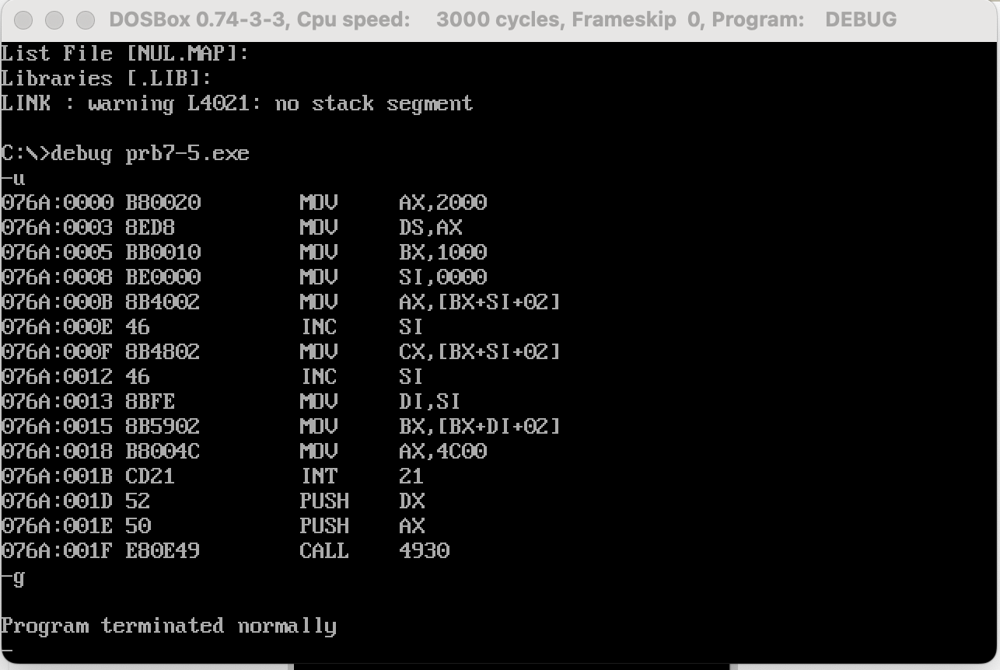 DOSBox 0.74-3-3, Cpu speed: 3000 cycles, Frameskip 0, Program: DEBUG
List File [NUL.MAP]:
Libraries [.LIB]:
LINK : warning L4021: no stack segment
C:\>debug prb7-5.exe
-u
076A:0000 B80020 MOV AX,2000
076A:0003 8ED8 MOV DS,AX
076A:0005 BB0010 MOV BX,1000
076A:0008 BE0000 MOV SI,0000
076A:000B 8B4002 MOV AX,[BX+SI+02]
076A:000E 46 INC SI
076A:000F 8B4802 MOV CX,[BX+SI+02]
076A:0012 46 INC SI
076A:0013 8BFE MOV DI,SI
076A:0015 8B5902 MOV BX,[BX+DI+02]
076A:0018 B8004C MOV AX,4C00
076A:001B CD21 INT 21
076A:001D 52 PUSH DX
076A:001E 50 PUSH AX
076A:001F E80E49 CALL 4930
-g
Program terminated normally
-